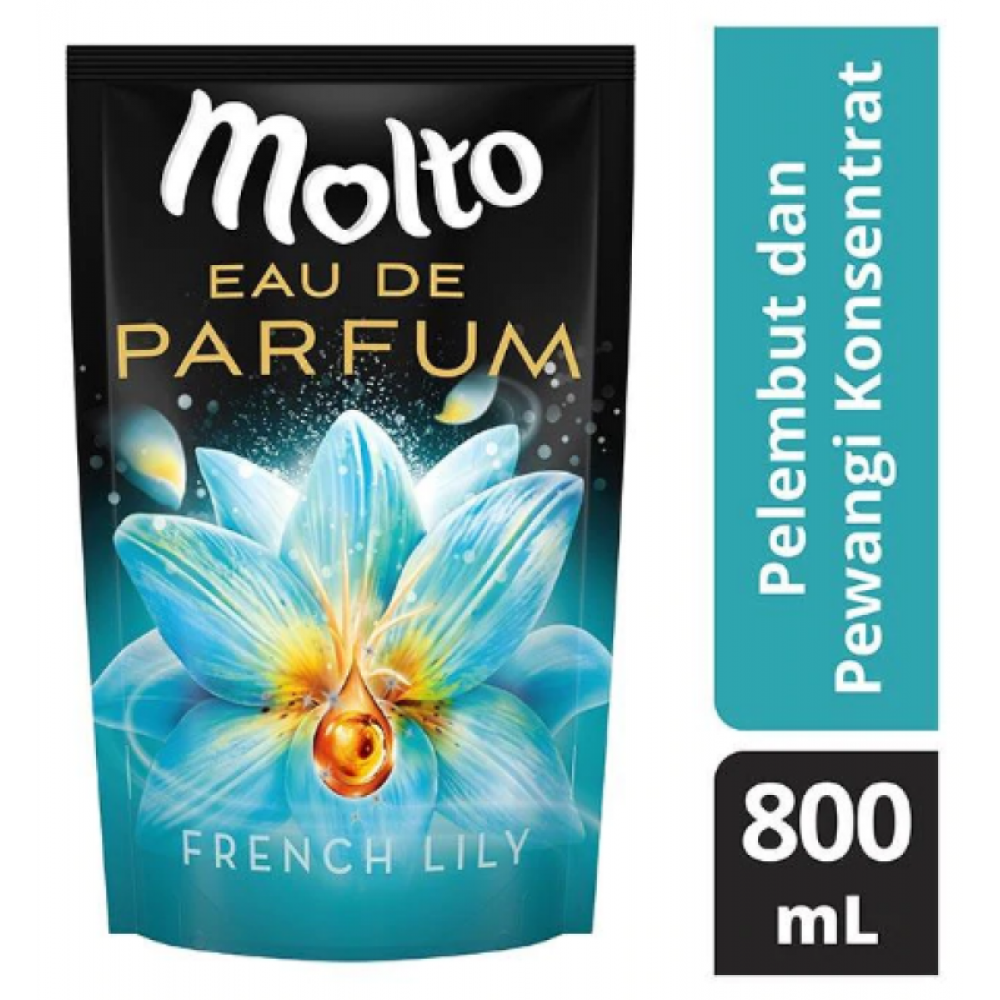 molto
EAU DE
PARFUM
FRENCH LILY
Pelembut dan
Pewangi Konsentrat
800
mL